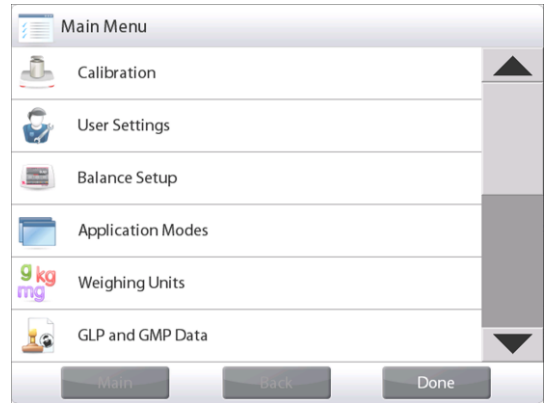 Main Menu
Calibration
User Settings
Balance Setup
Application Modes
g kg
mg
Weighing Units
GLP and GMP Data
Main Back Done